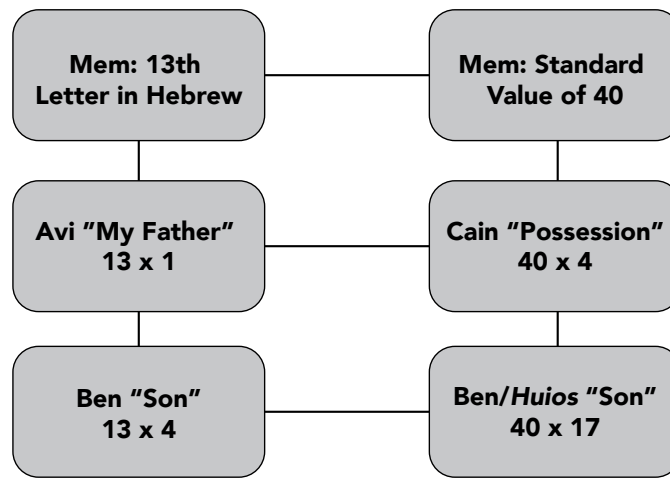 Mem: 13th
Letter in Hebrew
Mem: Standard
Value of 40
Avi “My Father”
13 x 1
Cain “Possession”
40 x 4
Ben “Son”
13 x 4
Ben/Huios “Son”
40 x 17